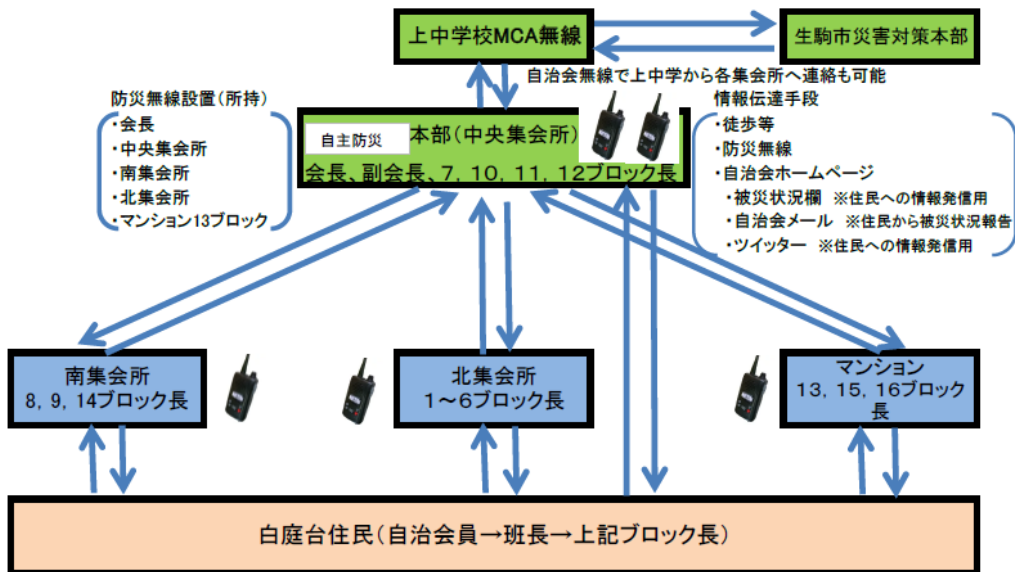 上中学校MCA無線
生駒市災害対策本部
自治会無線で上中学から各集会所へ連絡も可能
防災無線設置（所持）
・会長
・中央集会所
・南集会所
・北集会所
・マンション13ブロック
自主防災 本部（中央集会所）
会長、副会長、7, 10, 11, 12ブロック長
情報伝達手段
・徒歩等
・防災無線
・自治会ホームページ
・被災状況欄 ※住民への情報発信用
・自治会メール ※住民から被災状況報告
・ツイッター ※住民への情報発信用
南集会所
8, 9, 14ブロック長
北集会所
１～６ブロック長
マンション
13, 15, 16ブロック
長
白庭台住民（自治会員→班長→上記ブロック長）